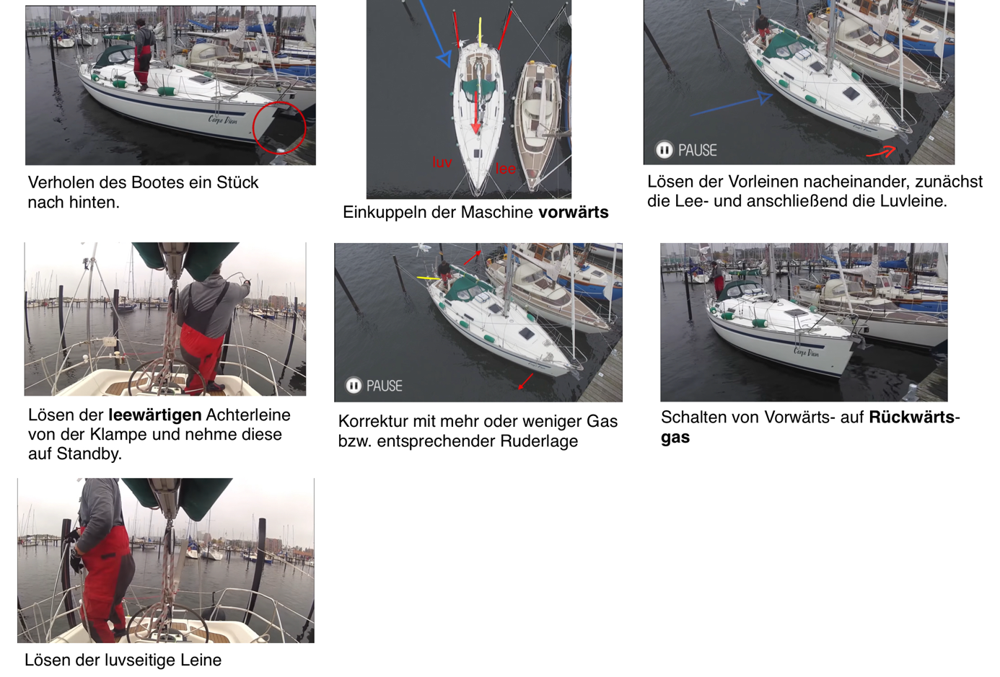 Carpe Diem
Verholen des Bootes ein Stück
nach hinten.
luv
lee
Einkuppeln der Maschine vorwärts
PAUSE
Lösen der Vorleinen nacheinander, zunächst
die Lee- und anschließend die Luvleine.
Lösen der leewärtigen Achterleine
von der Klampe und nehme diese
auf Standby.
PAUSE
Korrektur mit mehr oder weniger Gas
bzw. entsprechender Ruderlage
Carpe Diem
Schalten von Vorwärts- auf Rückwärts-
gas
Lösen der luvseitige Leine